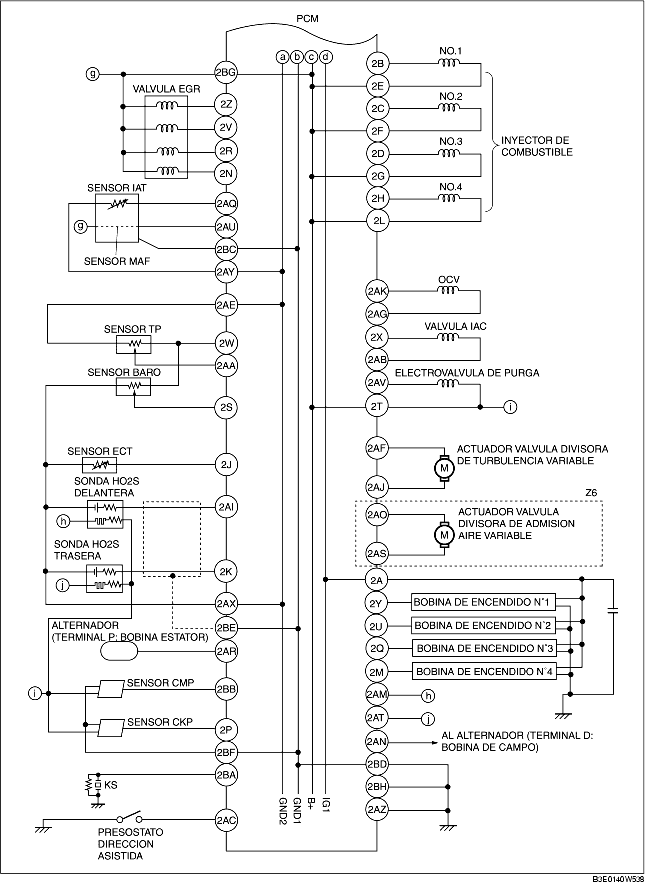 PCM
a b c d
g
2BG
VALVULA EGR
2Z
2V
2R
2N
SENSOR IAT
2AQ
g
2AU
2BC
SENSOR MAF
2AY
2AE
SENSOR TP
2W
2AA
SENSOR BARO
2S
SENSOR ECT
2J
SONDA HO2S
DELANTERA
2AI
h
SONDA HO2S
TRASERA
2K
j
2AX
ALTERNADOR
(TERMINAL P: BOBINA ESTATOR)
2BE
2AR
SENSOR CMP
2BB
i
SENSOR CKP
2P
2BF
2BA
KS
2AC
PRESOSTATO
DIRECCION
ASISTIDA
GND2
GND1
B+
IG1
2B
NO.1
2E
2C
NO.2
2F
INYECTOR DE
COMBUSTIBLE
2D
NO.3
2G
2H
NO.4
2L
2AK
OCV
2AG
2X
VALVULA IAC
2AB
2AV
ELECTROVALVULA DE PURGA
2T
i
2AF
ACTUADOR VALVULA DIVISORA
DE TURBULENCIA VARIABLE
M
2AJ
Z6
2AO
ACTUADOR VALVULA
DIVISORA DE ADMISION
AIRE VARIABLE
M
2AS
2A
2Y
BOBINA DE ENCENDIDO N°1
2U
BOBINA DE ENCENDIDO N°2
2Q
BOBINA DE ENCENDIDO N°3
2M
BOBINA DE ENCENDIDO N°4
2AM
h
2AT
j
2AN
AL ALTERNADOR (TERMINAL D:
BOBINA DE CAMPO)
2BD
2BH
2AZ
B3E0140W538